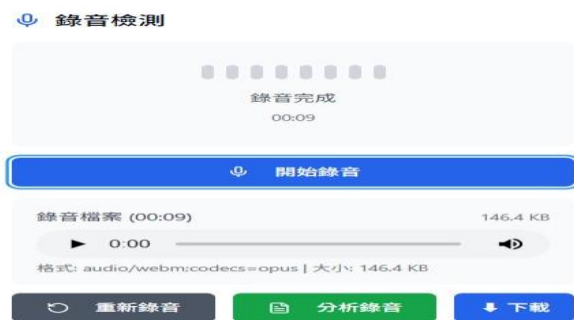 錄音檢測
錄音完成
00:09
開始錄音
錄音檔案 (00:09) 146.4 KB
0:00
格式: audio/webm;codecs=opus | 大小: 146.4 KB
重新錄音 分析錄音 下載